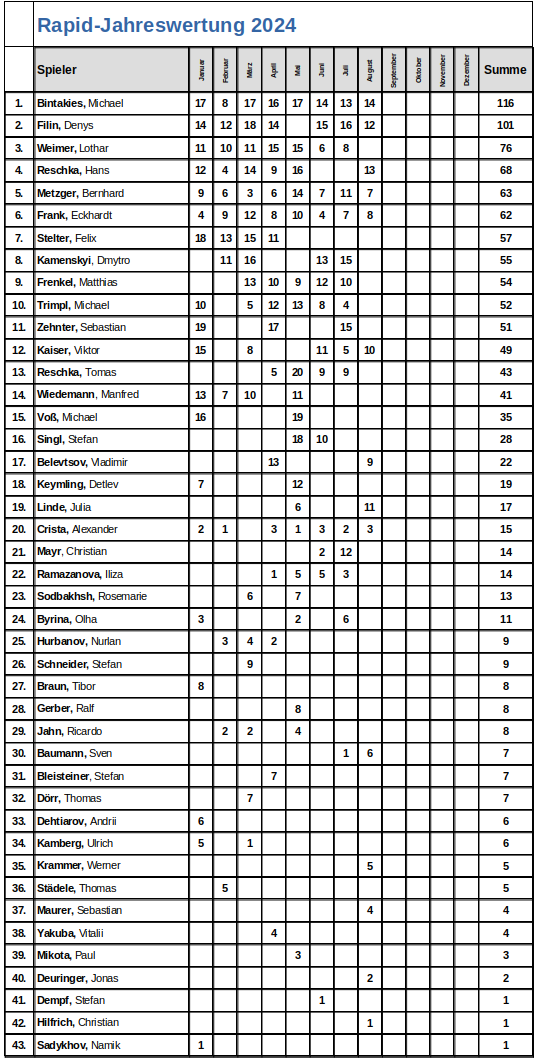 Rapid-Jahreswertung 2024
Spieler Januar Februar März April Mai Juni Juli August September Oktober November Dezember Summe
1. Bintakies, Michael 17 8 17 16 17 14 13 14 116
2. Filin, Denys 14 12 18 14 15 16 12 101
3. Weimer, Lothar 11 10 11 15 15 6 8 76
4. Reschka, Hans 12 4 14 9 16 13 68
5. Metzger, Bernhard 9 6 3 6 14 7 11 7 63
6. Frank, Eckhardt 4 9 12 8 10 4 7 8 62
7. Stelter, Felix 18 13 15 11 57
8. Kamenskyi, Dmytro 11 16 13 15 55
9. Frenkel, Matthias 13 10 9 12 10 54
10. Trimpl, Michael 10 5 12 13 8 4 52
11. Zehnter, Sebastian 19 17 15 51
12. Kaiser, Viktor 15 8 11 5 10 49
13. Reschka, Tomas 5 20 9 9 43
14. Wiedemann, Manfred 13 7 10 11 41
15. Voß, Michael 16 19 35
16. Singl, Stefan 18 10 28
17. Belevtsov, Vladimir 13 9 22
18. Keymling, Detlev 7 12 19
19. Linde, Julia 6 11 17
20. Crista, Alexander 2 1 3 1 3 2 3 15
21. Mayr, Christian 2 12 14
22. Ramazanova, Iliza 1 5 5 3 14
23. Sodbakhsh, Rosemarie 6 7 13
24. Byrina, Olha 3 2 6 11
25. Hurbanov, Nurlan 3 4 2 9
26. Schneider, Stefan 9 9
27. Braun, Tibor 8 8
28. Gerber, Ralf 8 8
29. Jahn, Ricardo 2 2 4 8
30. Baumann, Sven 1 6 7
31. Bleisteiner, Stefan 7 7
32. Dörr, Thomas 7 7
33. Dehtiarov, Andrii 6 6
34. Kamberg, Ulrich 5 1 6
35. Krammer, Werner 5 5
36. Städele, Thomas 5 5
37. Maurer, Sebastian 4 4
38. Yakuba, Vitalii 4 4
39. Mikota, Paul 3 3
40. Deuringer, Jonas 2 2
41. Dempf, Stefan 1 1
42. Hilfrich, Christian 1 1
43. Sadykhov, Namik 1 1